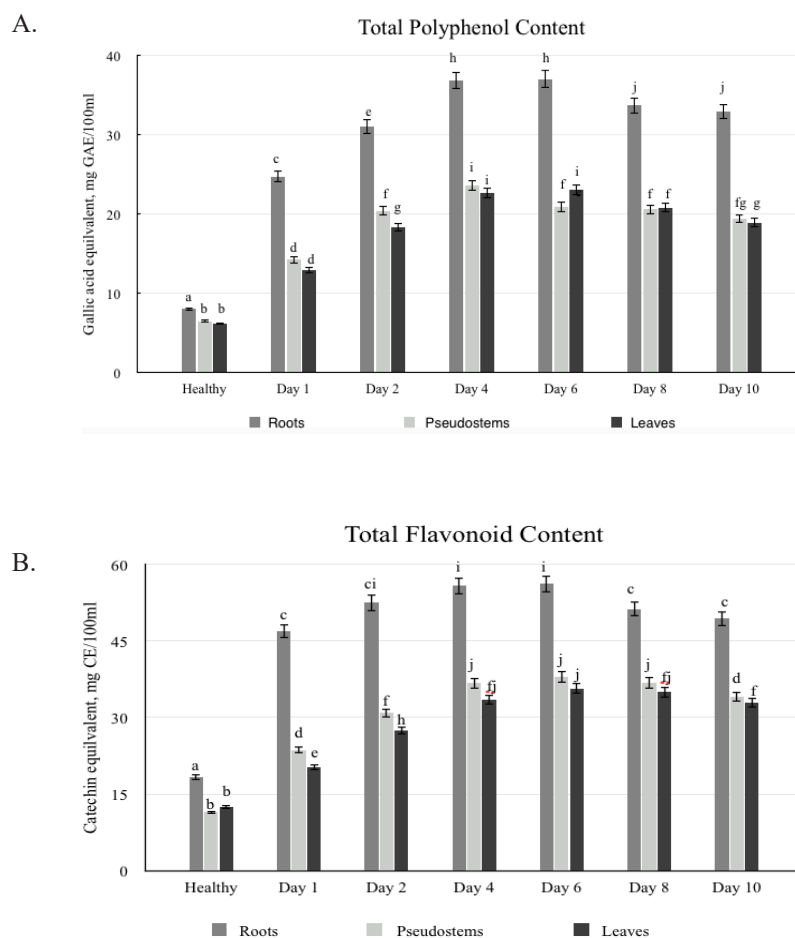 A.
Total Polyphenol Content
Gallic acid equilvalent, mg GAE/100ml
40
30
20
10
0
a
b
b
c
d
d
e
f
g
h
i
i
h
f
i
j
f
f
j
fg
g
Healthy
Day 1
Day 2
Day 4
Day 6
Day 8
Day 10
Roots
Pseudostems
Leaves
B.
Total Flavonoid Content
Catechin equilvalent, mg CE/100ml
60
45
30
15
0
a
b
b
c
d
e
ci
f
h
i
j
fj
i
j
j
c
j
fj
c
d
f
Healthy
Day 1
Day 2
Day 4
Day 6
Day 8
Day 10
Roots
Pseudostems
Leaves